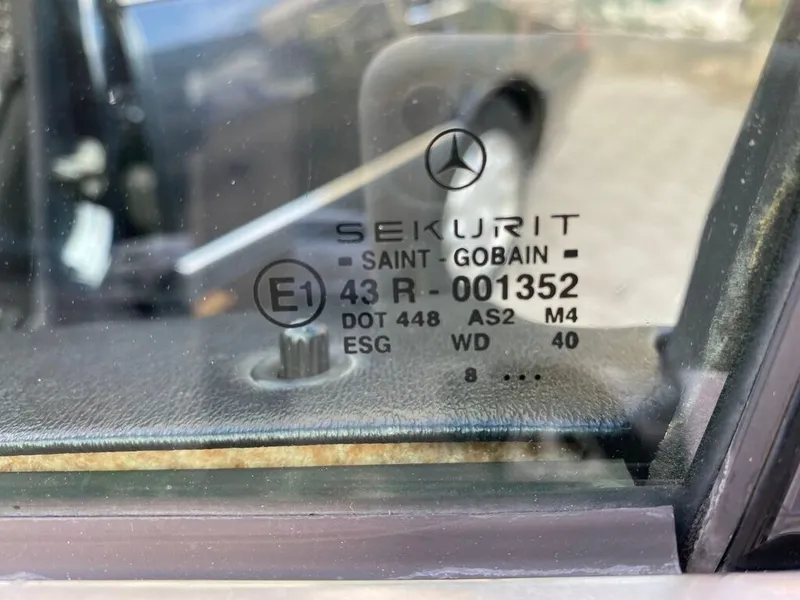 SEKURIT
SAINT - GOBAIN
E1 43 R - 001352
DOT 448 AS2 M4
ESG WD 40
8 ...